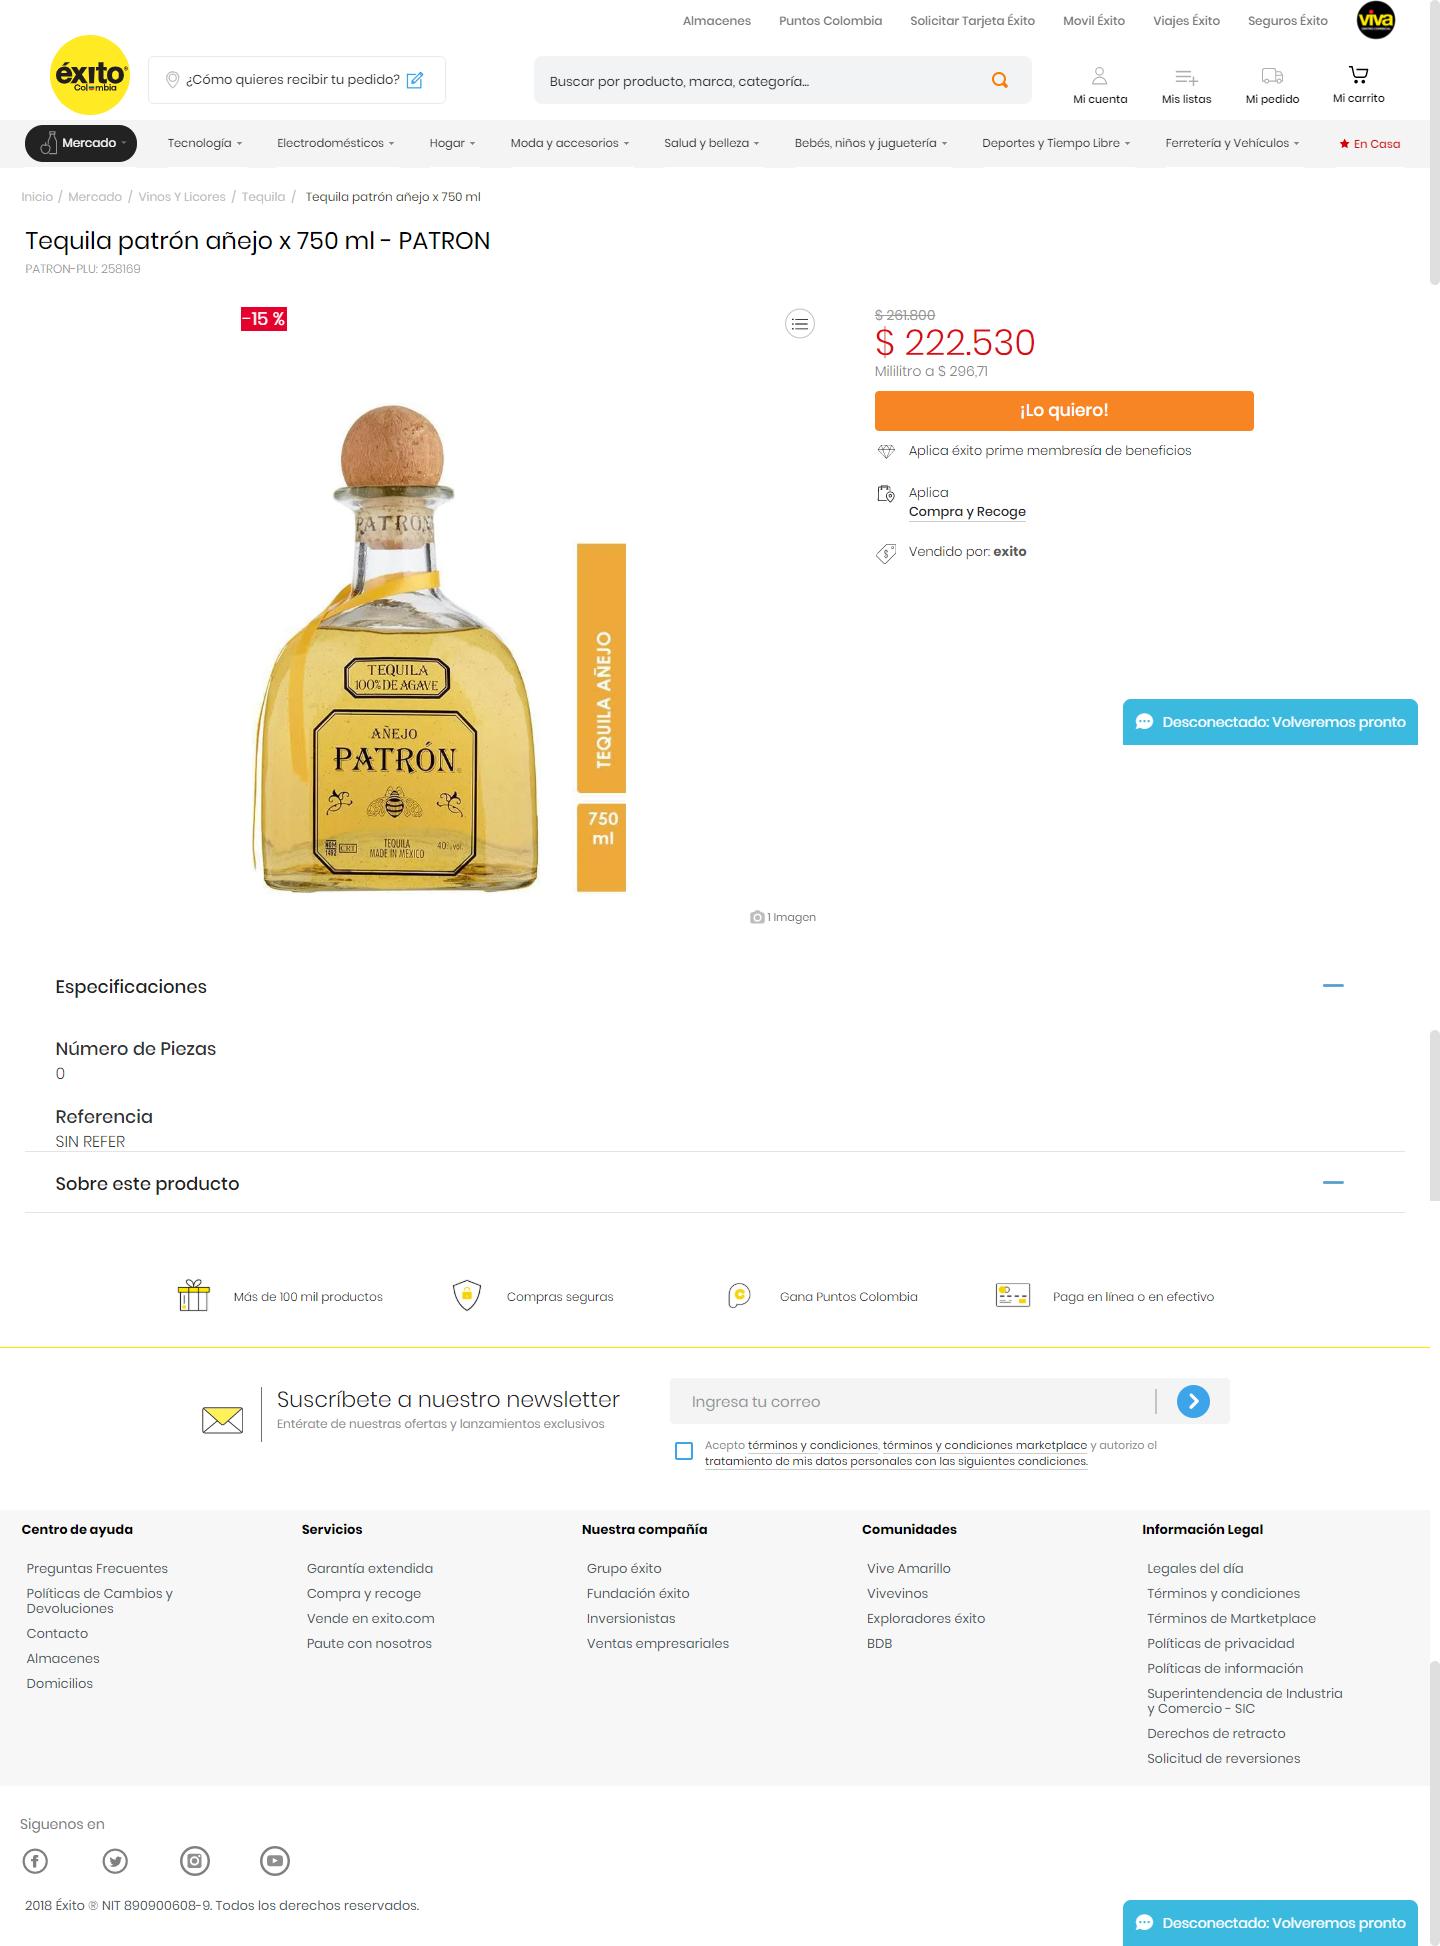 Almacenes
Puntos Colombia
Solicitar Tarjeta Éxito
Movil Éxito
Viajes Éxito
Seguros Éxito
viva
éxito
Colombia
¿Cómo quieres recibir tu pedido?
Buscar por producto, marca, categoría...
Mi cuenta
Mis listas
Mi pedido
Mi carrito
Mercado
Tecnología
Electrodomésticos
Hogar
Moda y accesorios
Salud y belleza
Bebés, niños y juguetería
Deportes y Tiempo Libre
Ferretería y Vehículos
En Casa
Inicio / Mercado / Vinos Y Licores / Tequila / Tequila patrón añejo x 750 ml
Tequila patrón añejo x 750 ml - PATRON
PATRON-PLU: 258169
-15 %
$ 261.800
$ 222.530
Mililitro a $ 296,71
¡Lo quiero!
Aplica éxito prime membresía de beneficios
Aplica
Compra y Recoge
Vendido por: exito
PATRÓN
TEQUILA
100% DE AGAVE
AÑEJO
PATRÓN
NOM
1492
CRT
TEQUILA
MADE IN MEXICO
40% vol.
TEQUILA AÑEJO
750
ml
Desconectado: Volveremos pronto
1 Imagen
Especificaciones
Número de Piezas
0
Referencia
SIN REFER
Sobre este producto
Más de 100 mil productos
Compras seguras
Gana Puntos Colombia
Paga en línea o en efectivo
Suscríbete a nuestro newsletter
Entérate de nuestras ofertas y lanzamientos exclusivos
Ingresa tu correo
Acepto términos y condiciones, términos y condiciones marketplace y autorizo el
tratamiento de mis datos personales con las siguientes condiciones.
Centro de ayuda
Preguntas Frecuentes
Políticas de Cambios y
Devoluciones
Contacto
Almacenes
Domicilios
Servicios
Garantía extendida
Compra y recoge
Vende en exito.com
Paute con nosotros
Nuestra compañía
Grupo éxito
Fundación éxito
Inversionistas
Ventas empresariales
Comunidades
Vive Amarillo
Vivevinos
Exploradores éxito
BDB
Información Legal
Legales del día
Términos y condiciones
Términos de Martketplace
Políticas de privacidad
Políticas de información
Superintendencia de Industria
y Comercio - SIC
Derechos de retracto
Solicitud de reversiones
Siguenos en
2018 Éxito ® NIT 890900608-9. Todos los derechos reservados.
Desconectado: Volveremos pronto